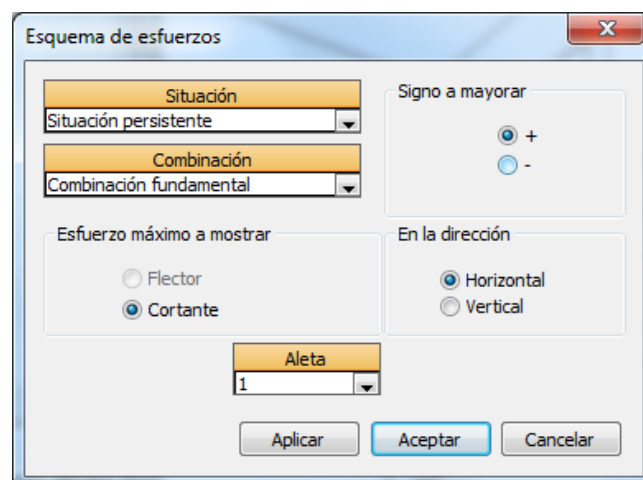 Esquema de esfuerzos
Situación
Situación persistente
Combinación
Combinación fundamental
Signo a mayorar
+
-
Esfuerzo máximo a mostrar
Flector
Cortante
En la dirección
Horizontal
Vertical
Aleta
1
Aplicar
Aceptar
Cancelar